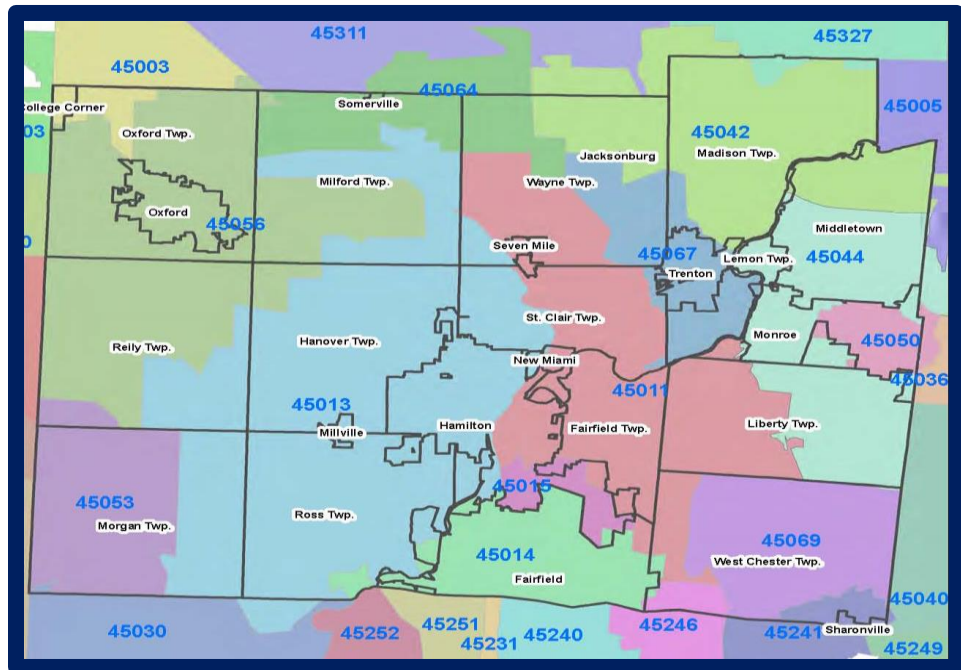 45311
45327
45003
45064
45005
College Corner
Somerville
03
Oxford Twp.
45042
Jacksonburg
Madison Twp.
Milford Twp.
Wayne Twp.
Oxford
45056
Middletown
0
Seven Mile
45067
Lemon Twp.
45044
Trenton
St. Clair Twp.
Monroe
Reily Twp.
Hanover Twp.
45050
New Miami
45011
45036
45013
Millville
Hamilton
Fairfield Twp.
Liberty Twp.
45015
45053
Morgan Twp.
Ross Twp.
45014
45069
Fairfield
West Chester Twp.
45040
45030
45252
45251
45231
45240
45246
45241
Sharonville
45249